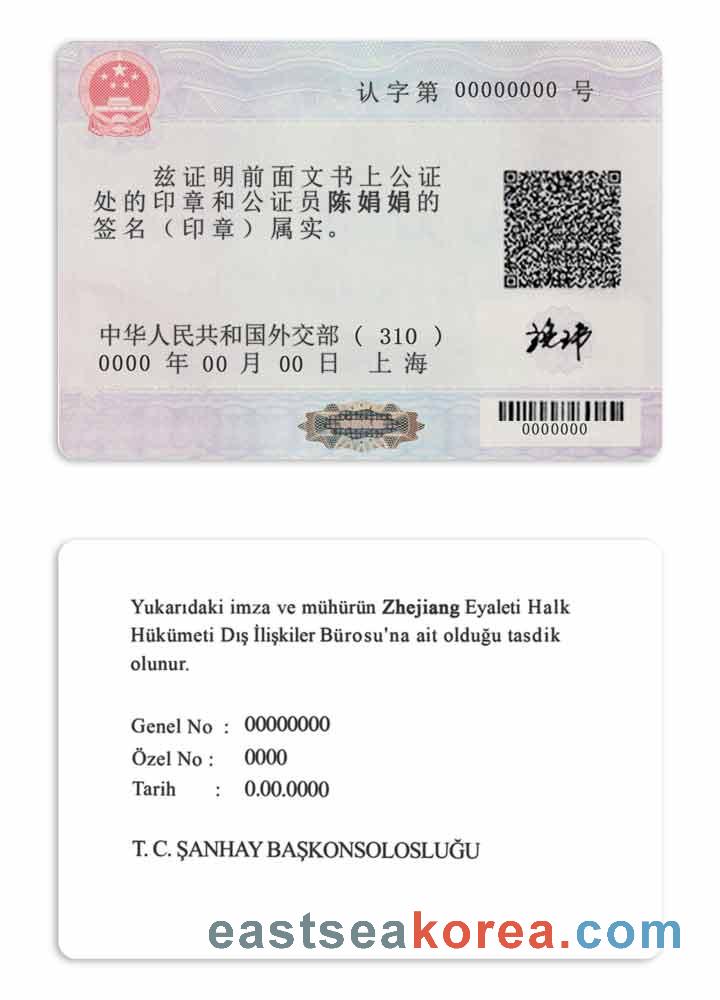 认字第 00000000 号
兹证明前面文书上公证
处的印章和公证员陈娟娟的
签名（印章）属实。
中华人民共和国外交部 ( 310 )
0000 年 00 月 00 日 上海
0000000
Yukarıdaki imza ve mühürün Zhejiang Eyaleti Halk
Hükümeti Dış İlişkiler Bürosu'na ait olduğu tasdik
olunur.
Genel No : 00000000
Özel No : 0000
Tarih : 0.00.0000
T. C. ŞANHAY BAŞKONSOLOSLUĞU
eastseakorea.com